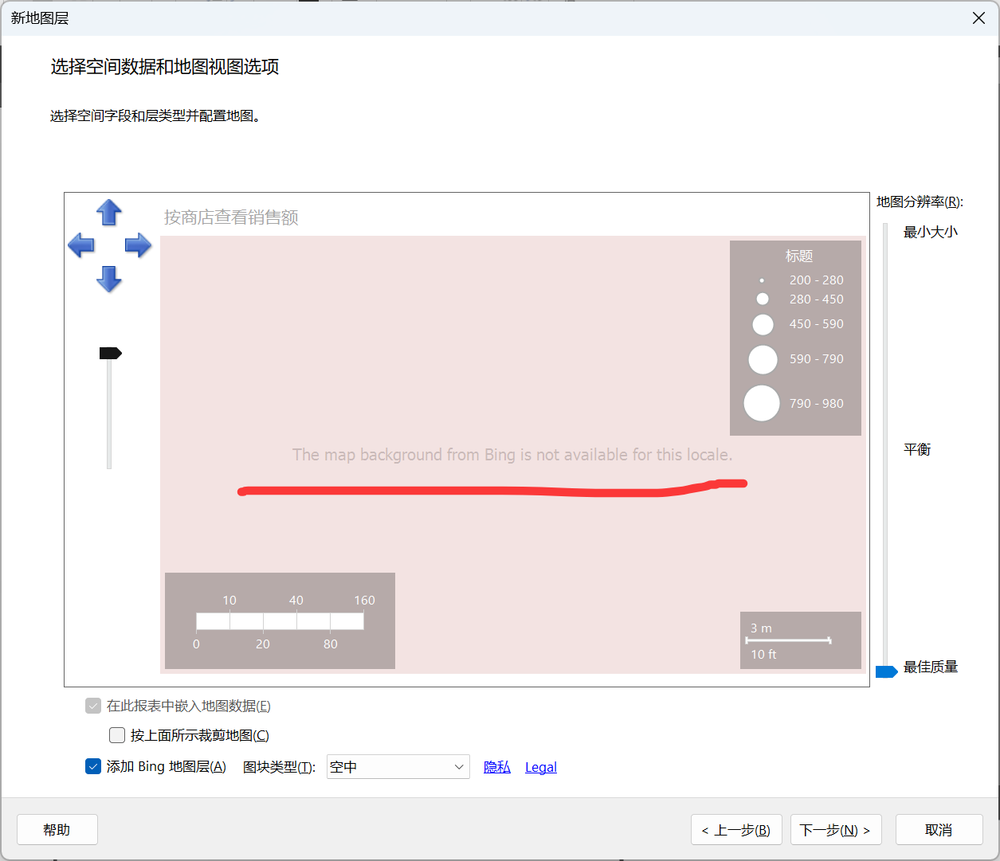 新地图层
选择空间数据和地图视图选项
选择空间字段和层类型并配置地图。
地图分辨率(R):
最小大小
平衡
最佳质量
按商店查看销售额
标题
200 - 280
280 - 450
450 - 590
590 - 790
790 - 980
The map background from Bing is not available for this locale.
10 40 160
0 20 80
3 m
10 ft
在此报表中嵌入地图数据(E)
按上面所示裁剪地图(C)
添加 Bing 地图层(A) 图块类型(T): 空中 隐私 Legal
帮助 < 上一步(B) 下一步(N) > 取消